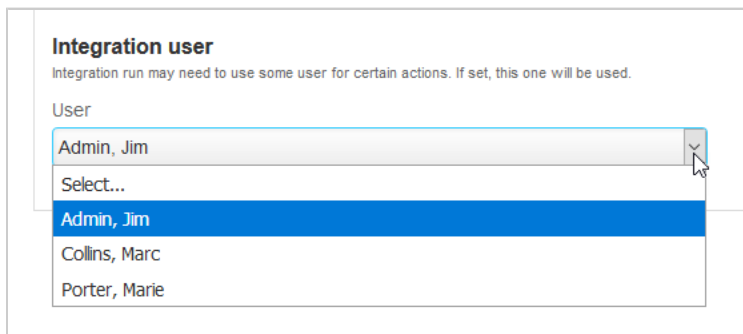 Integration user
Integration run may need to use some user for certain actions. If set, this one will be used.
User
Admin, Jim
Select...
Admin, Jim
Collins, Marc
Porter, Marie